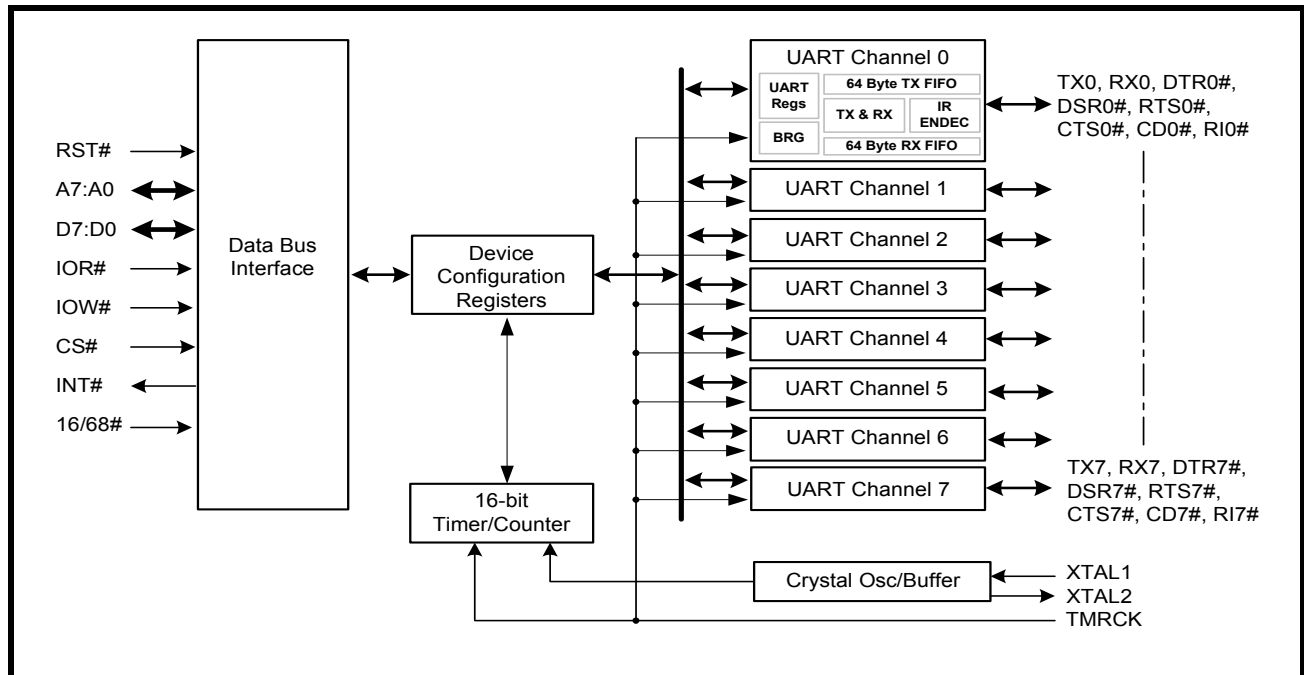 RST#
A7:A0
D7:D0
IOR#
IOW#
CS#
INT#
16/68#
Data Bus
Interface
Device
Configuration
Registers
16-bit
Timer/Counter
UART Channel 0
UART
Regs
BRG
64 Byte TX FIFO
TX & RX
IR
ENDEC
64 Byte RX FIFO
UART Channel 1
UART Channel 2
UART Channel 3
UART Channel 4
UART Channel 5
UART Channel 6
UART Channel 7
Crystal Osc/Buffer
TX0, RX0, DTR0#,
DSR0#, RTS0#,
CTS0#, CD0#, RI0#
TX7, RX7, DTR7#,
DSR7#, RTS7#,
CTS7#, CD7#, RI7#
XTAL1
XTAL2
TMRCK